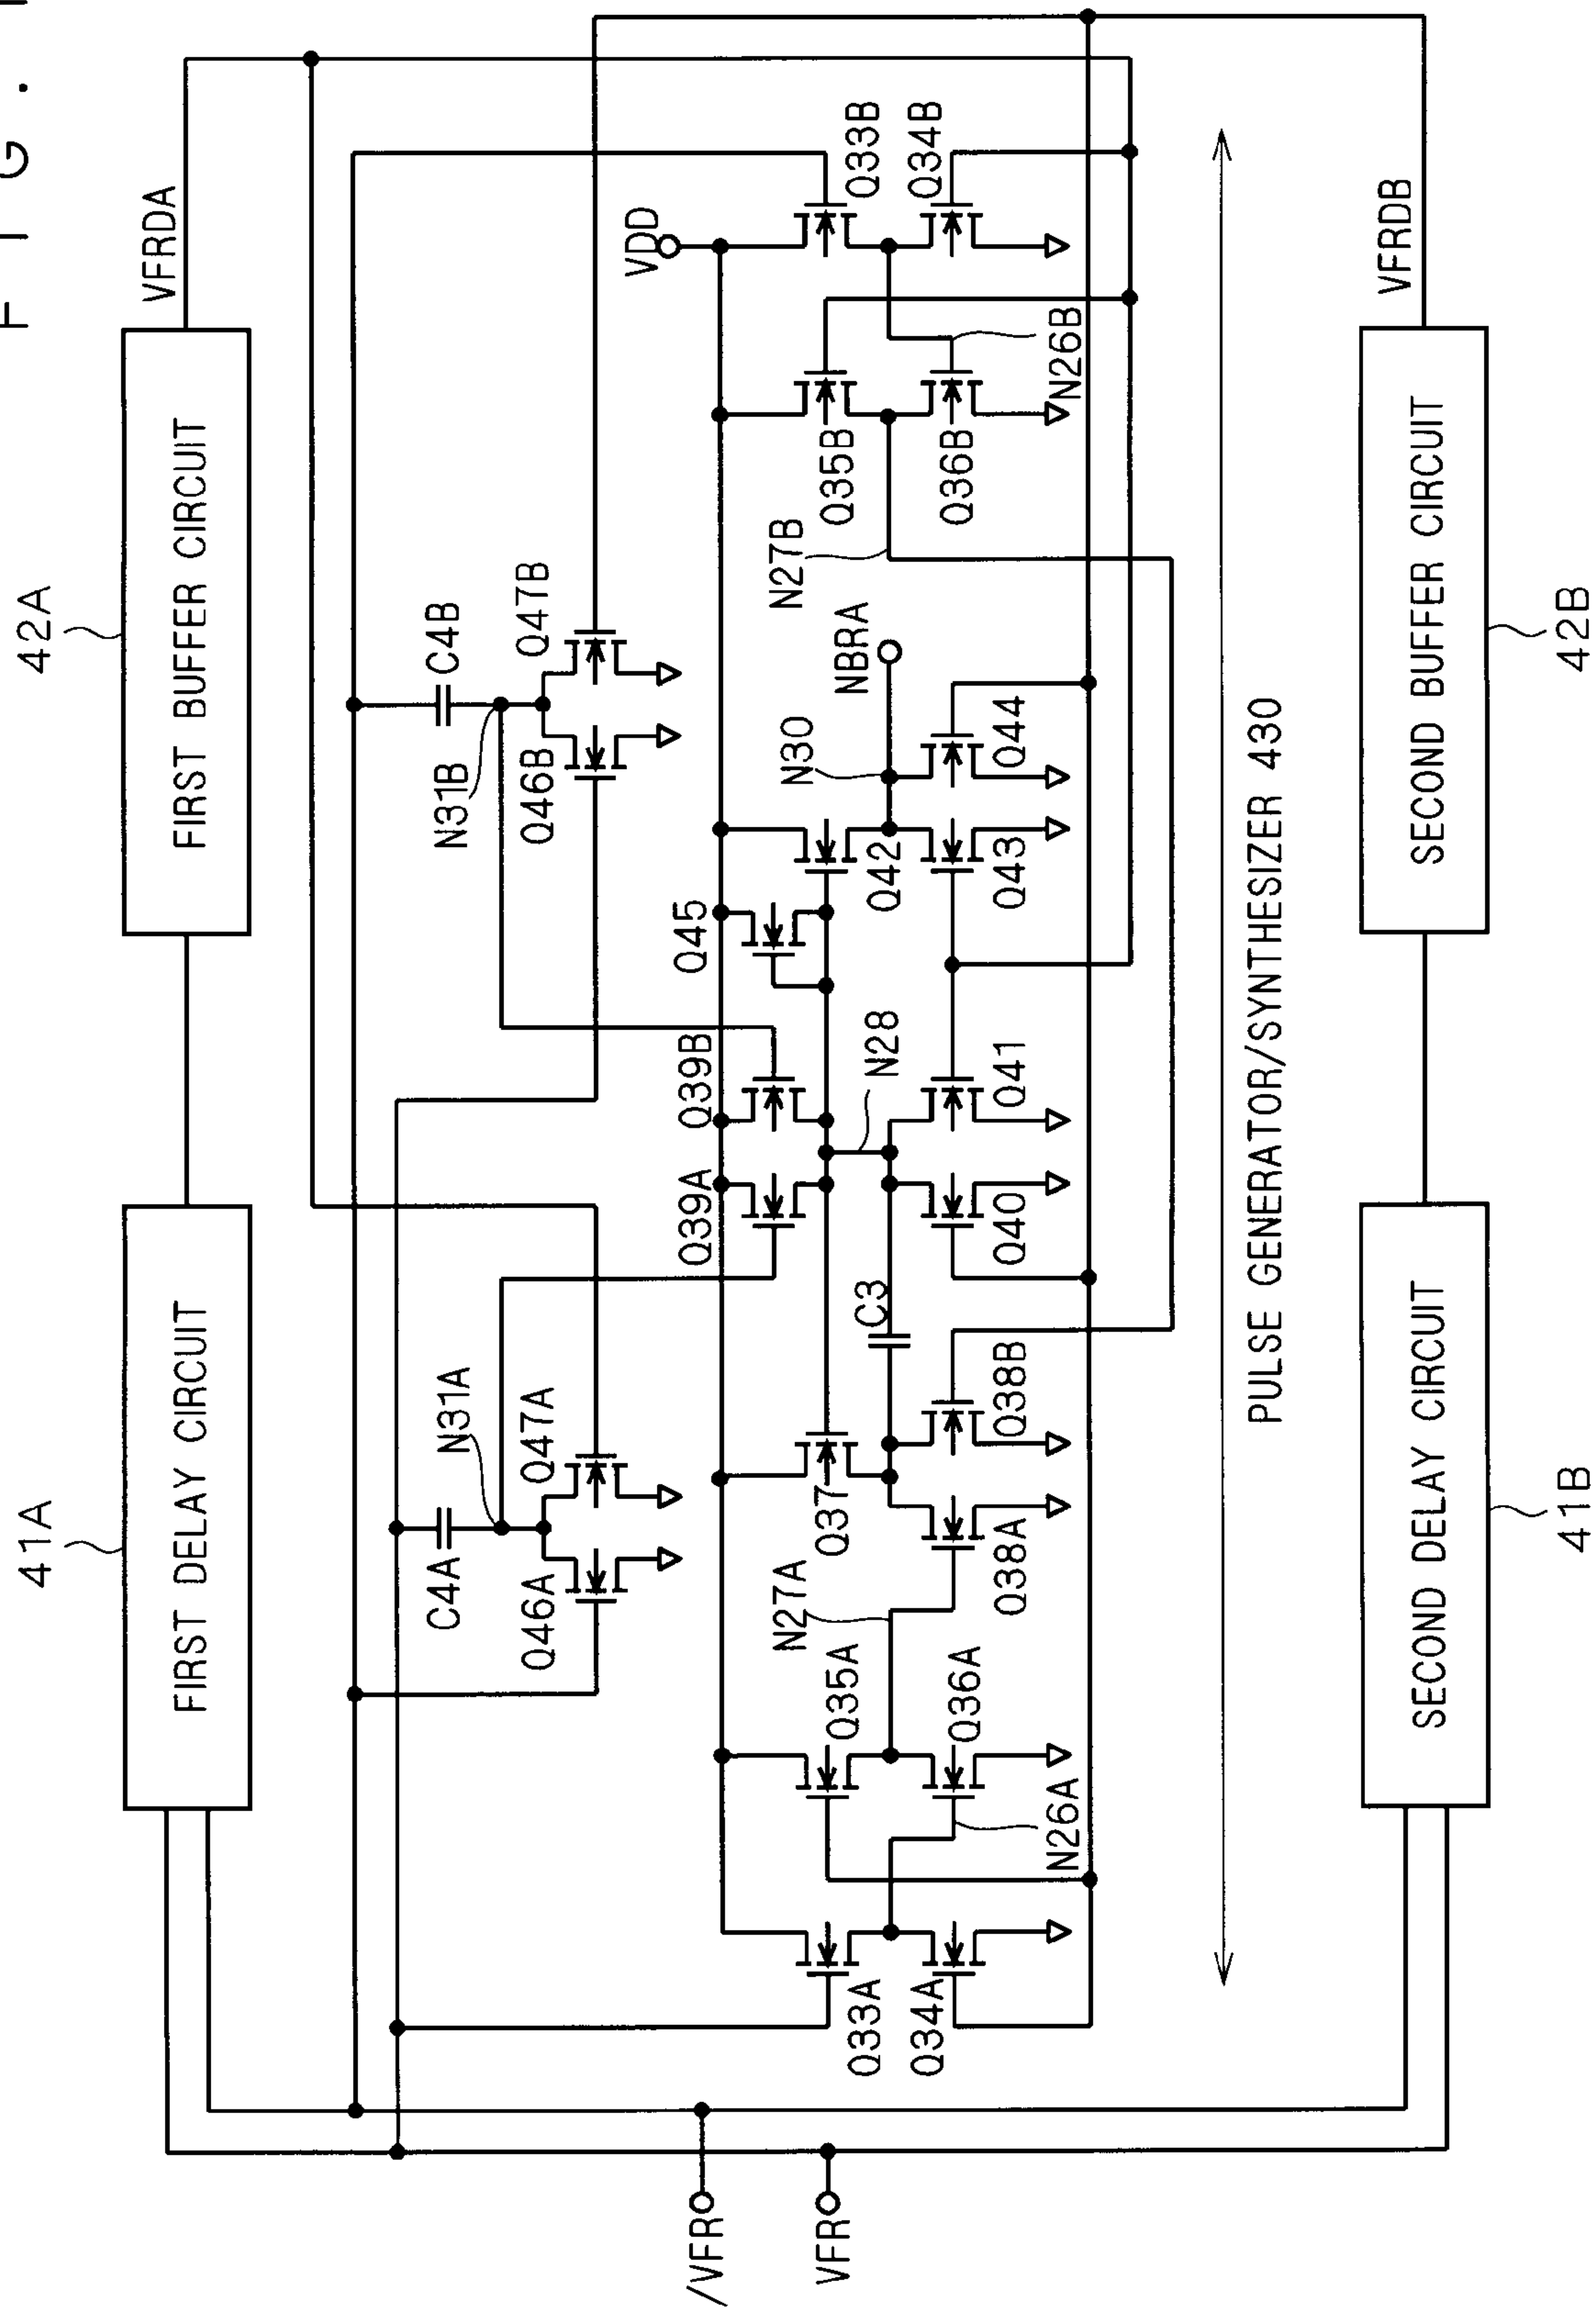 FIG.
42A
41A
FIRST BUFFER CIRCUIT
FIRST DELAY CIRCUIT
VFRDA
C4B
N31B
Q46B
Q47B
C4A
N31A
Q46A
Q47A
VDD
Q45
Q39B
Q39A
/VFR
VFR
Q33B
Q34B
Q35B
Q36B
N26B
N27B
NBRA
N30
Q42
Q43
Q44
N28
Q41
Q40
C3
Q37
Q38B
Q38A
N27A
Q35A
Q36A
N26A
Q33A
Q34A
PULSE GENERATOR/SYNTHESIZER 430
VFRDB
SECOND BUFFER CIRCUIT
SECOND DELAY CIRCUIT
42B
41B